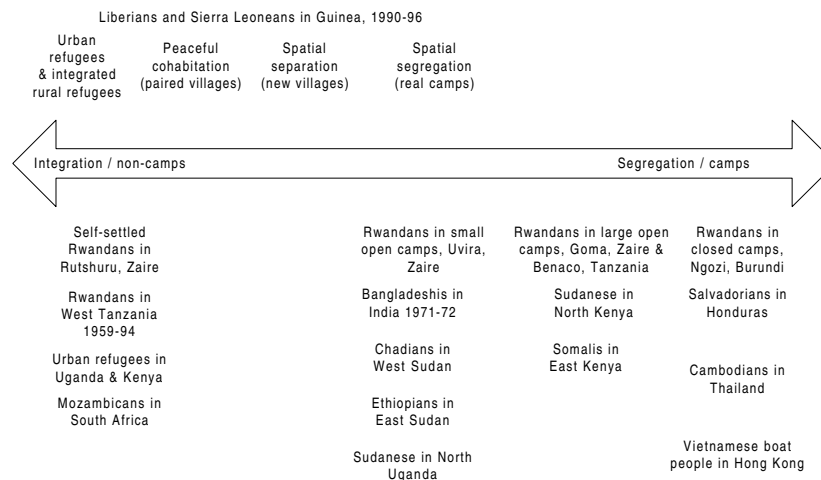 Liberians and Sierra Leoneans in Guinea, 1990-96
Urban
refugees
& integrated
rural refugees
Peaceful
cohabitation
(paired villages)
Spatial
separation
(new villages)
Spatial
segregation
(real camps)
Integration / non-camps
Segregation / camps
Self-settled
Rwandans in
Rutshuru, Zaire
Rwandans in
West Tanzania
1959-94
Urban refugees in
Uganda & Kenya
Mozambicans in
South Africa
Rwandans in small
open camps, Uvira,
Zaire
Bangladeshis in
India 1971-72
Chadians in
West Sudan
Ethiopians in
East Sudan
Sudanese in North
Uganda
Rwandans in large open
camps, Goma, Zaire &
Benaco, Tanzania
Sudanese in
North Kenya
Somalis in
East Kenya
Rwandans in
closed camps,
Ngozi, Burundi
Salvadorians in
Honduras
Cambodians in
Thailand
Vietnamese boat
people in Hong Kong